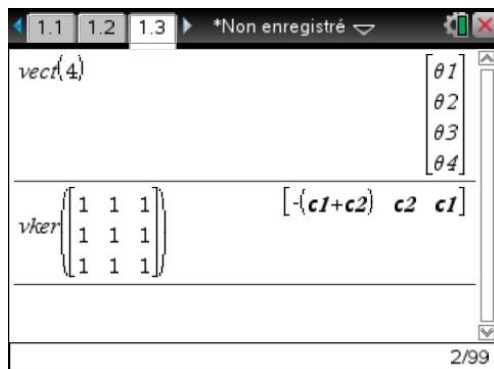 1.1 1.2 1.3 *Non enregistré
vect(4)
[θ1
θ2
θ3
θ4]
vker([1 1 1
1 1 1
1 1 1])
[-(c1+c2) c2 c1]
2/99